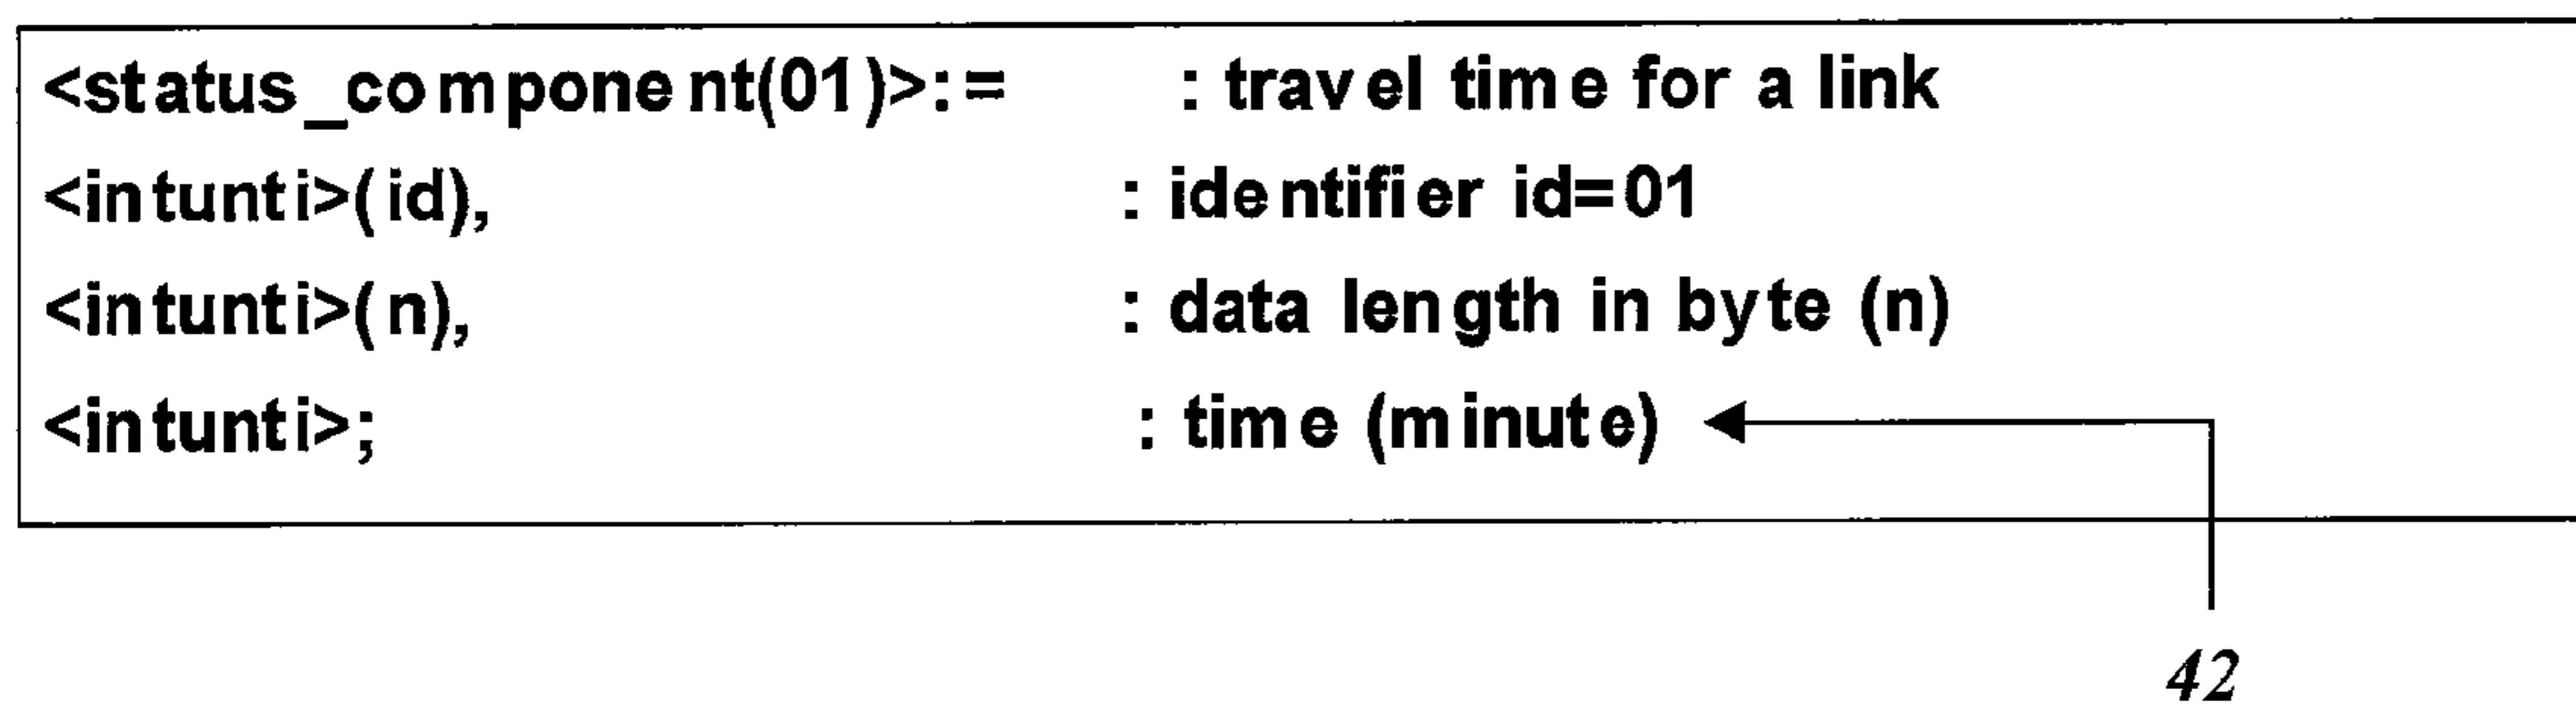 <status_component(01)>:= : travel time for a link
<intunti>(id), : identifier id=01
<intunti>(n), : data length in byte (n)
<intunti>; : time (minute)
42